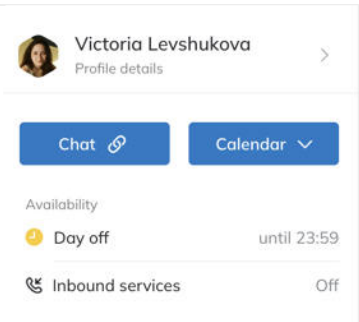 Victoria Levshukova
Profile details
Chat
Calendar
Availability
Day off until 23:59
Inbound services Off